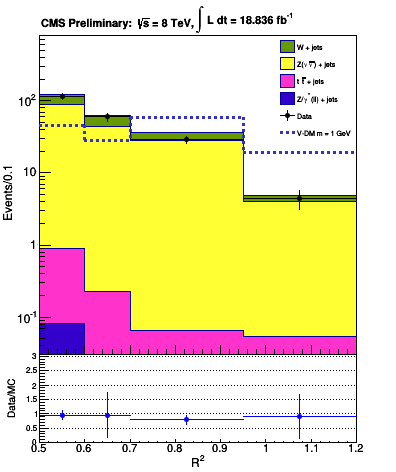 CMS Preliminary: √s = 8 TeV, ∫ L dt = 18.836 fb⁻¹
W + jets
Z(ν ν̅) + jets
t t̅ + jets
Z/γ*(ll) + jets
Data
V-DM m = 1 GeV
Events/0.1
10²
10
1
10⁻¹
Data/MC
3
2.5
2
1.5
1
0.5
0
0.5 0.6 0.7 0.8 0.9 1 1.1 1.2
R²